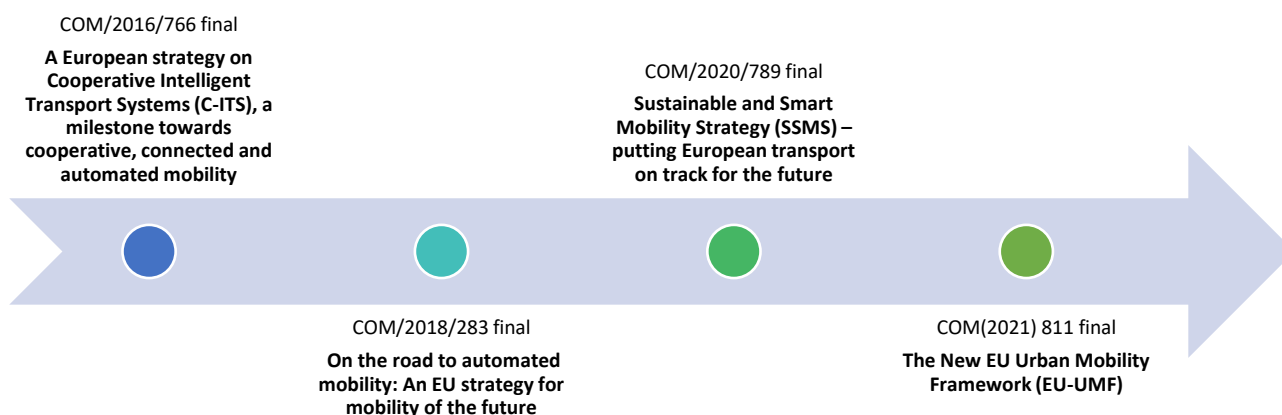 COM/2016/766 final
A European strategy on
Cooperative Intelligent
Transport Systems (C-ITS), a
milestone towards
cooperative, connected and
automated mobility
COM/2018/283 final
On the road to automated
mobility: An EU strategy for
mobility of the future
COM/2020/789 final
Sustainable and Smart
Mobility Strategy (SSMS) –
putting European transport
on track for the future
COM(2021) 811 final
The New EU Urban Mobility
Framework (EU-UMF)